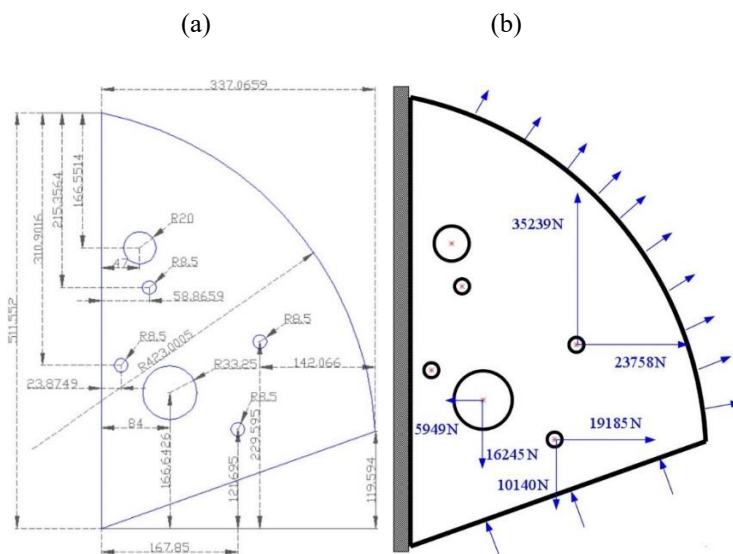 (a)
(b)
337.0659
511.552
310.9016
215.3564
166.5514
R20
47
R8.5
58.8659
R8.5
R423.0005
R8.5
23.8749
R33.25
142.066
84
R8.5
166.6426
121.695
229.595
119.594
167.85
35239N
23758N
5949N
16245N
19185N
10140N